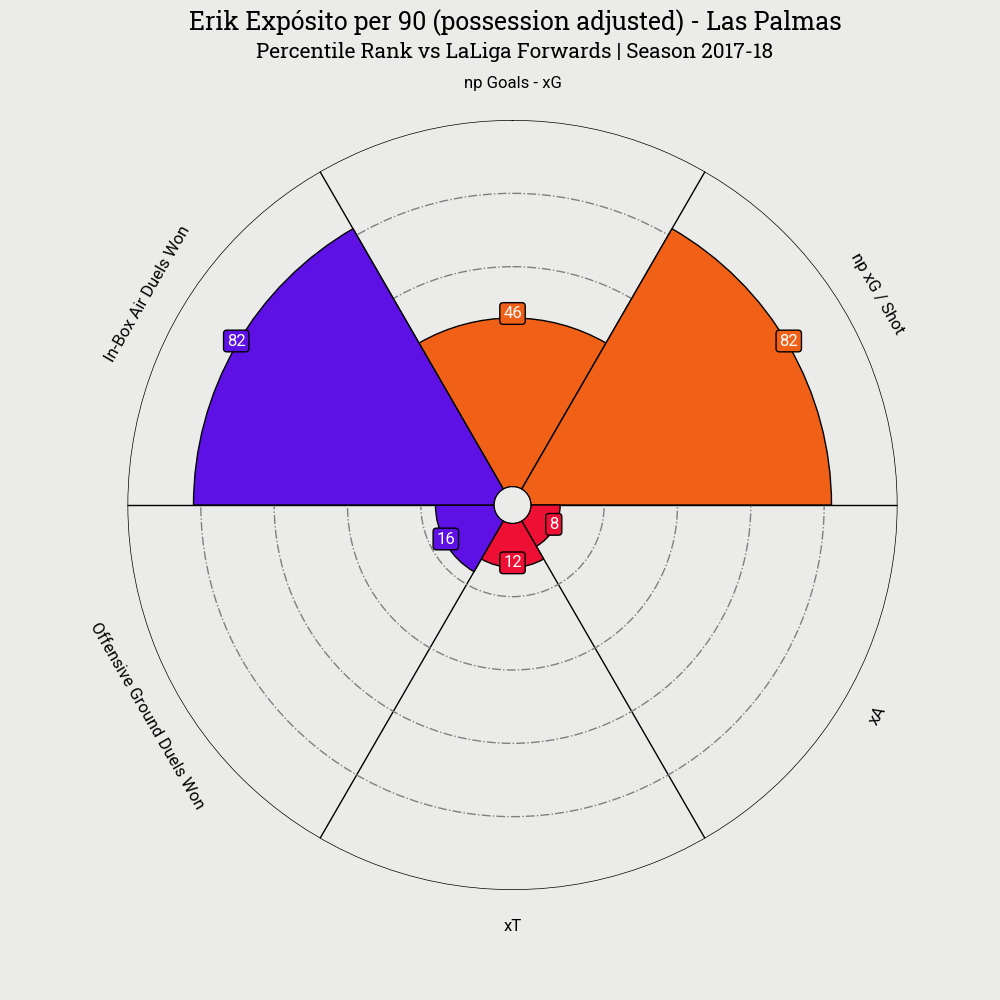 Erik Expósito per 90 (possession adjusted) - Las Palmas
Percentile Rank vs LaLiga Forwards | Season 2017-18
np Goals - xG
np xG / Shot
In-Box Air Duels Won
46
82
82
16
8
12
Offensive Ground Duels Won
xA
xT